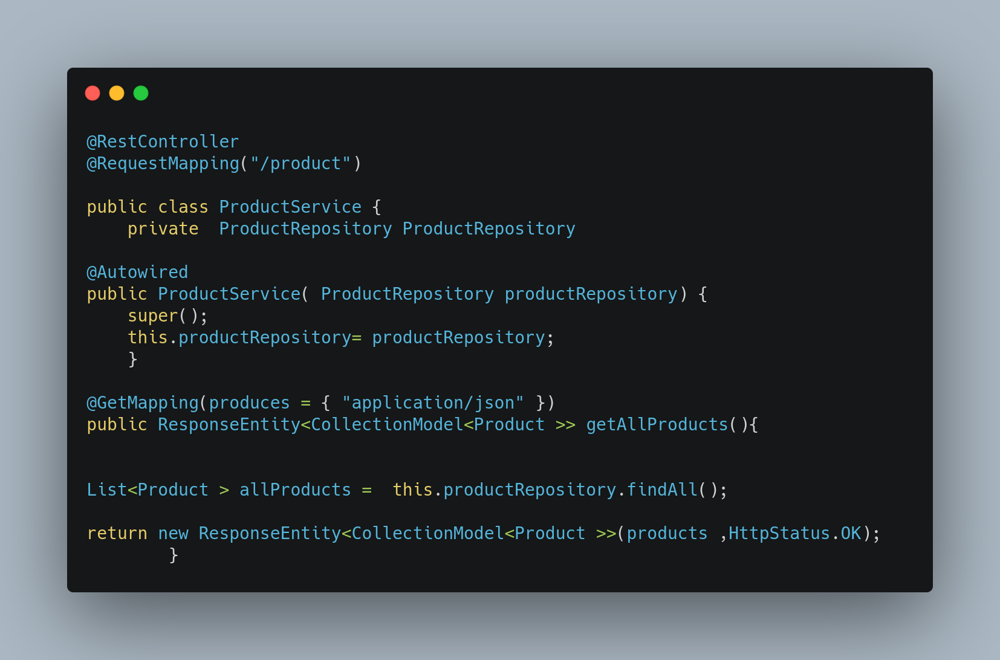 @RestController
@RequestMapping("/product")
public class ProductService {
    private  ProductRepository ProductRepository
@Autowired
public ProductService( ProductRepository productRepository) {
    super();
    this.productRepository= productRepository;
    }
@GetMapping(produces = { "application/json" })
public ResponseEntity<CollectionModel<Product >> getAllProducts(){
List<Product > allProducts =  this.productRepository.findAll();
return new ResponseEntity<CollectionModel<Product >>(products ,HttpStatus.OK);
        }